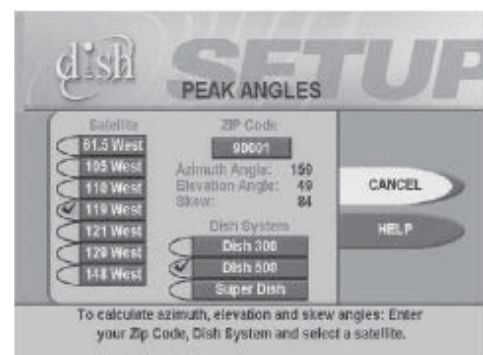 dish
SETUP
PEAK ANGLES
Satellite
61.5 West
105 West
110 West
119 West
121 West
129 West
148 West
ZIP Code
90001
Azimuth Angle: 150
Elevation Angle: 49
Skew: 84
Dish System
Dish 300
Dish 500
Super Dish
CANCEL
HELP
To calculate azimuth, elevation and skew angles: Enter
your Zip Code, Dish System and select a satellite.